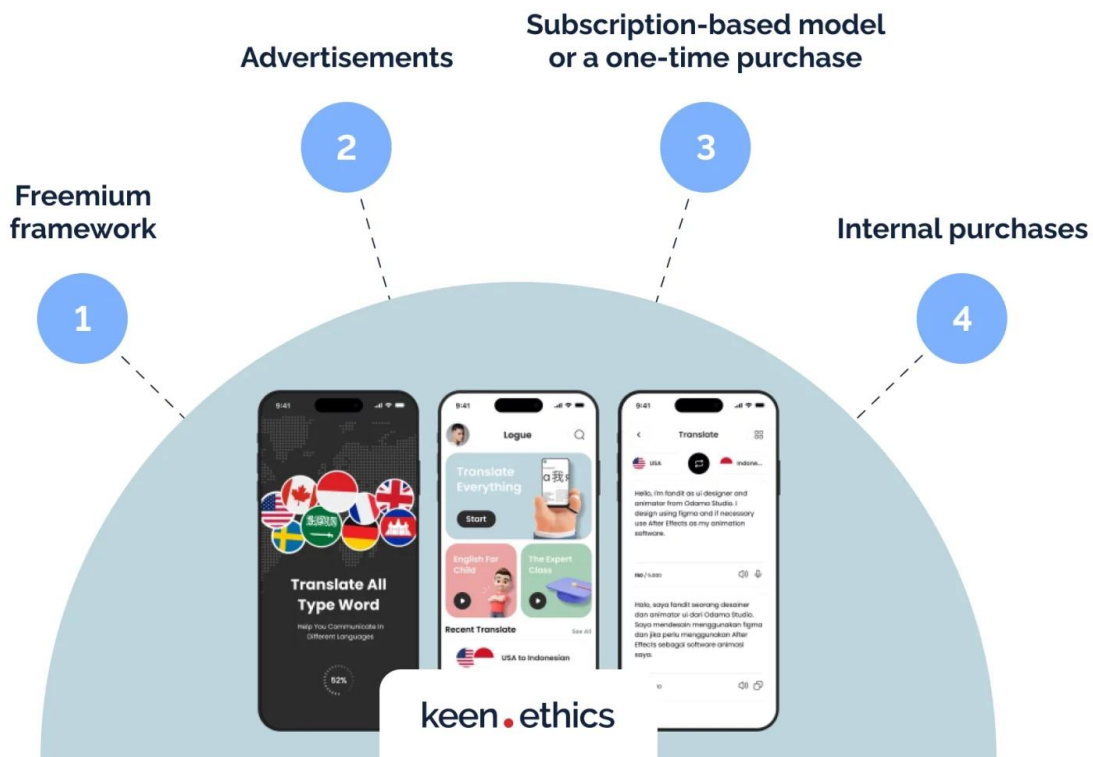 Subscription-based model
or a one-time purchase
Advertisements
2
3
Freemium
framework
Internal purchases
1
4
9:41
Translate All
Type Word
Help You Communicate In
Different Languages
52%
9:41
Logue
Translate
Everything
Start
English For
Child
The Expert
Class
Recent Translate
See All
USA to Indonesian
9:41
Translate
USA
Indone...
Hello, i'm fandit as ui designer and
animator from Odama Studio. I
design using figma and if necessary
use After Effects as my animation
software.
150 / 5.000
Halo, saya fandit seorang desainer
dan animator ui dari Odama Studio.
Saya mendesain menggunakan figma
dan jika perlu menggunakan After
Effects sebagai software animasi
saya.
keen.ethics